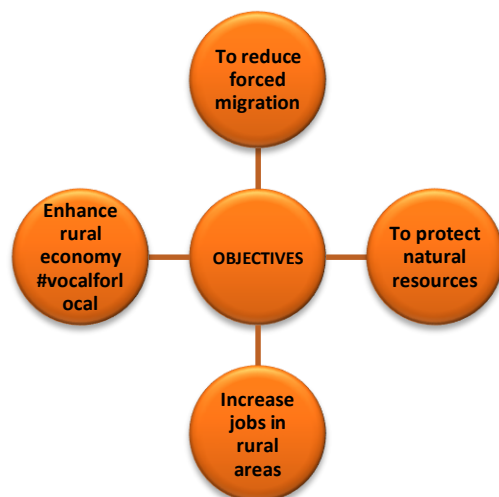 To reduce
forced
migration
Enhance
rural
economy
#vocalforl
ocal
OBJECTIVES
To protect
natural
resources
Increase
jobs in
rural
areas